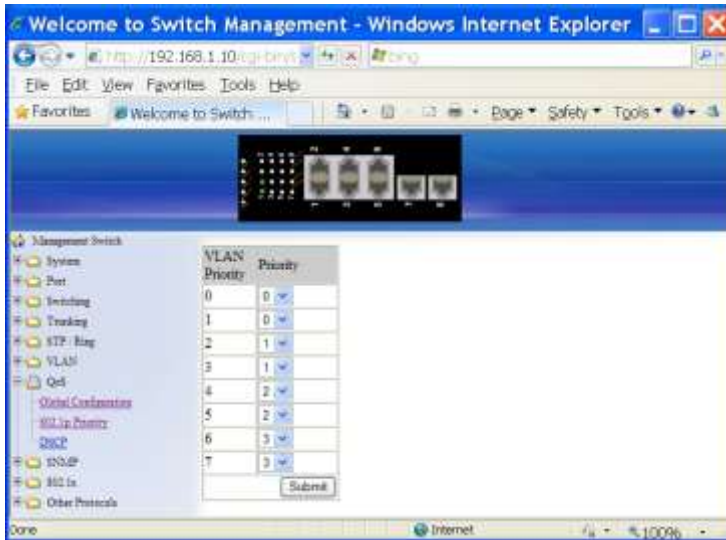 Welcome to Switch Management - Windows Internet Explorer
http://192.168.1.10/cgi-bin/s
bing
File Edit View Favorites Tools Help
Favorites Welcome to Switch ... Page Safety Tools
Management Switch
System
Port
Switching
Trunking
STP / Ring
VLAN
QoS
Global Configuration
802.1p Priority
DSCP
SNMP
802.1x
Other Protocols
VLAN Priority Priority
0 0
1 0
2 1
3 1
4 2
5 2
6 3
7 3
Submit
Done Internet 100%